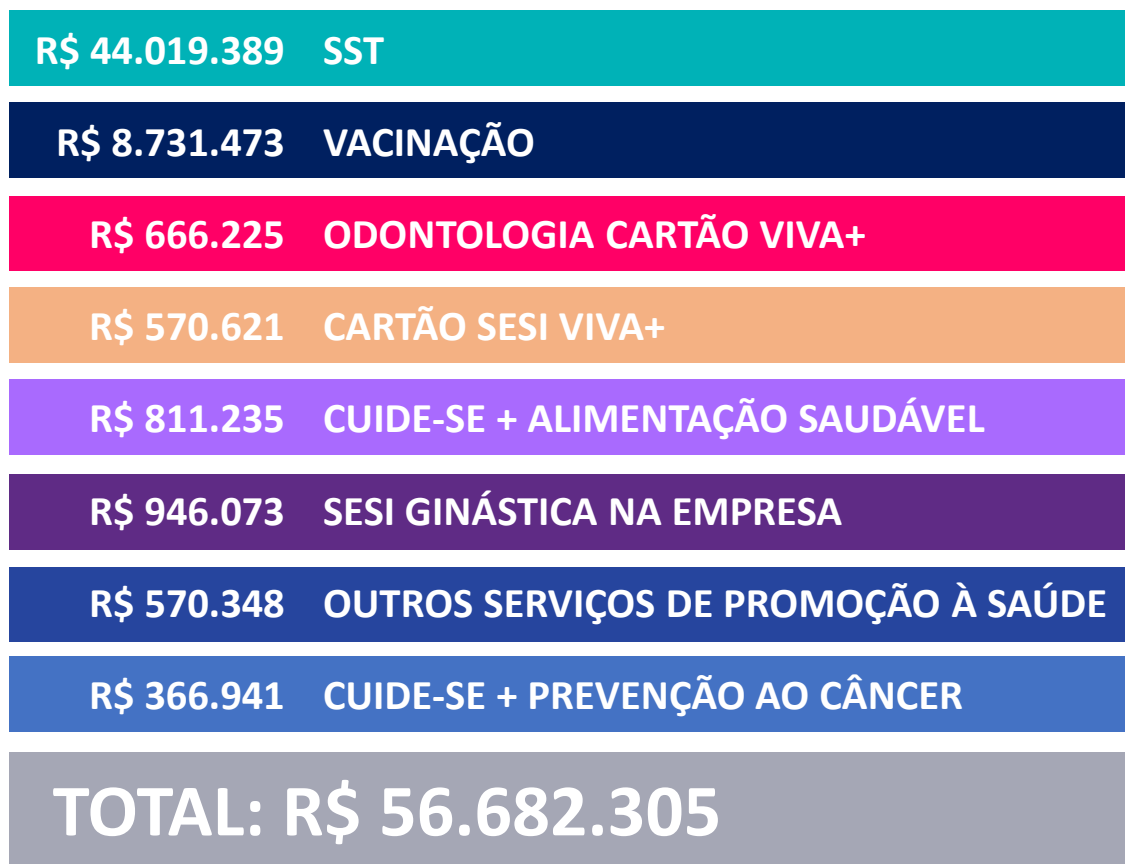 R$ 44.019.389 SST
R$ 8.731.473 VACINAÇÃO
R$ 666.225 ODONTOLOGIA CARTÃO VIVA+
R$ 570.621 CARTÃO SESI VIVA+
R$ 811.235 CUIDE-SE + ALIMENTAÇÃO SAUDÁVEL
R$ 946.073 SESI GINÁSTICA NA EMPRESA
R$ 570.348 OUTROS SERVIÇOS DE PROMOÇÃO À SAÚDE
R$ 366.941 CUIDE-SE + PREVENÇÃO AO CÂNCER
TOTAL: R$ 56.682.305